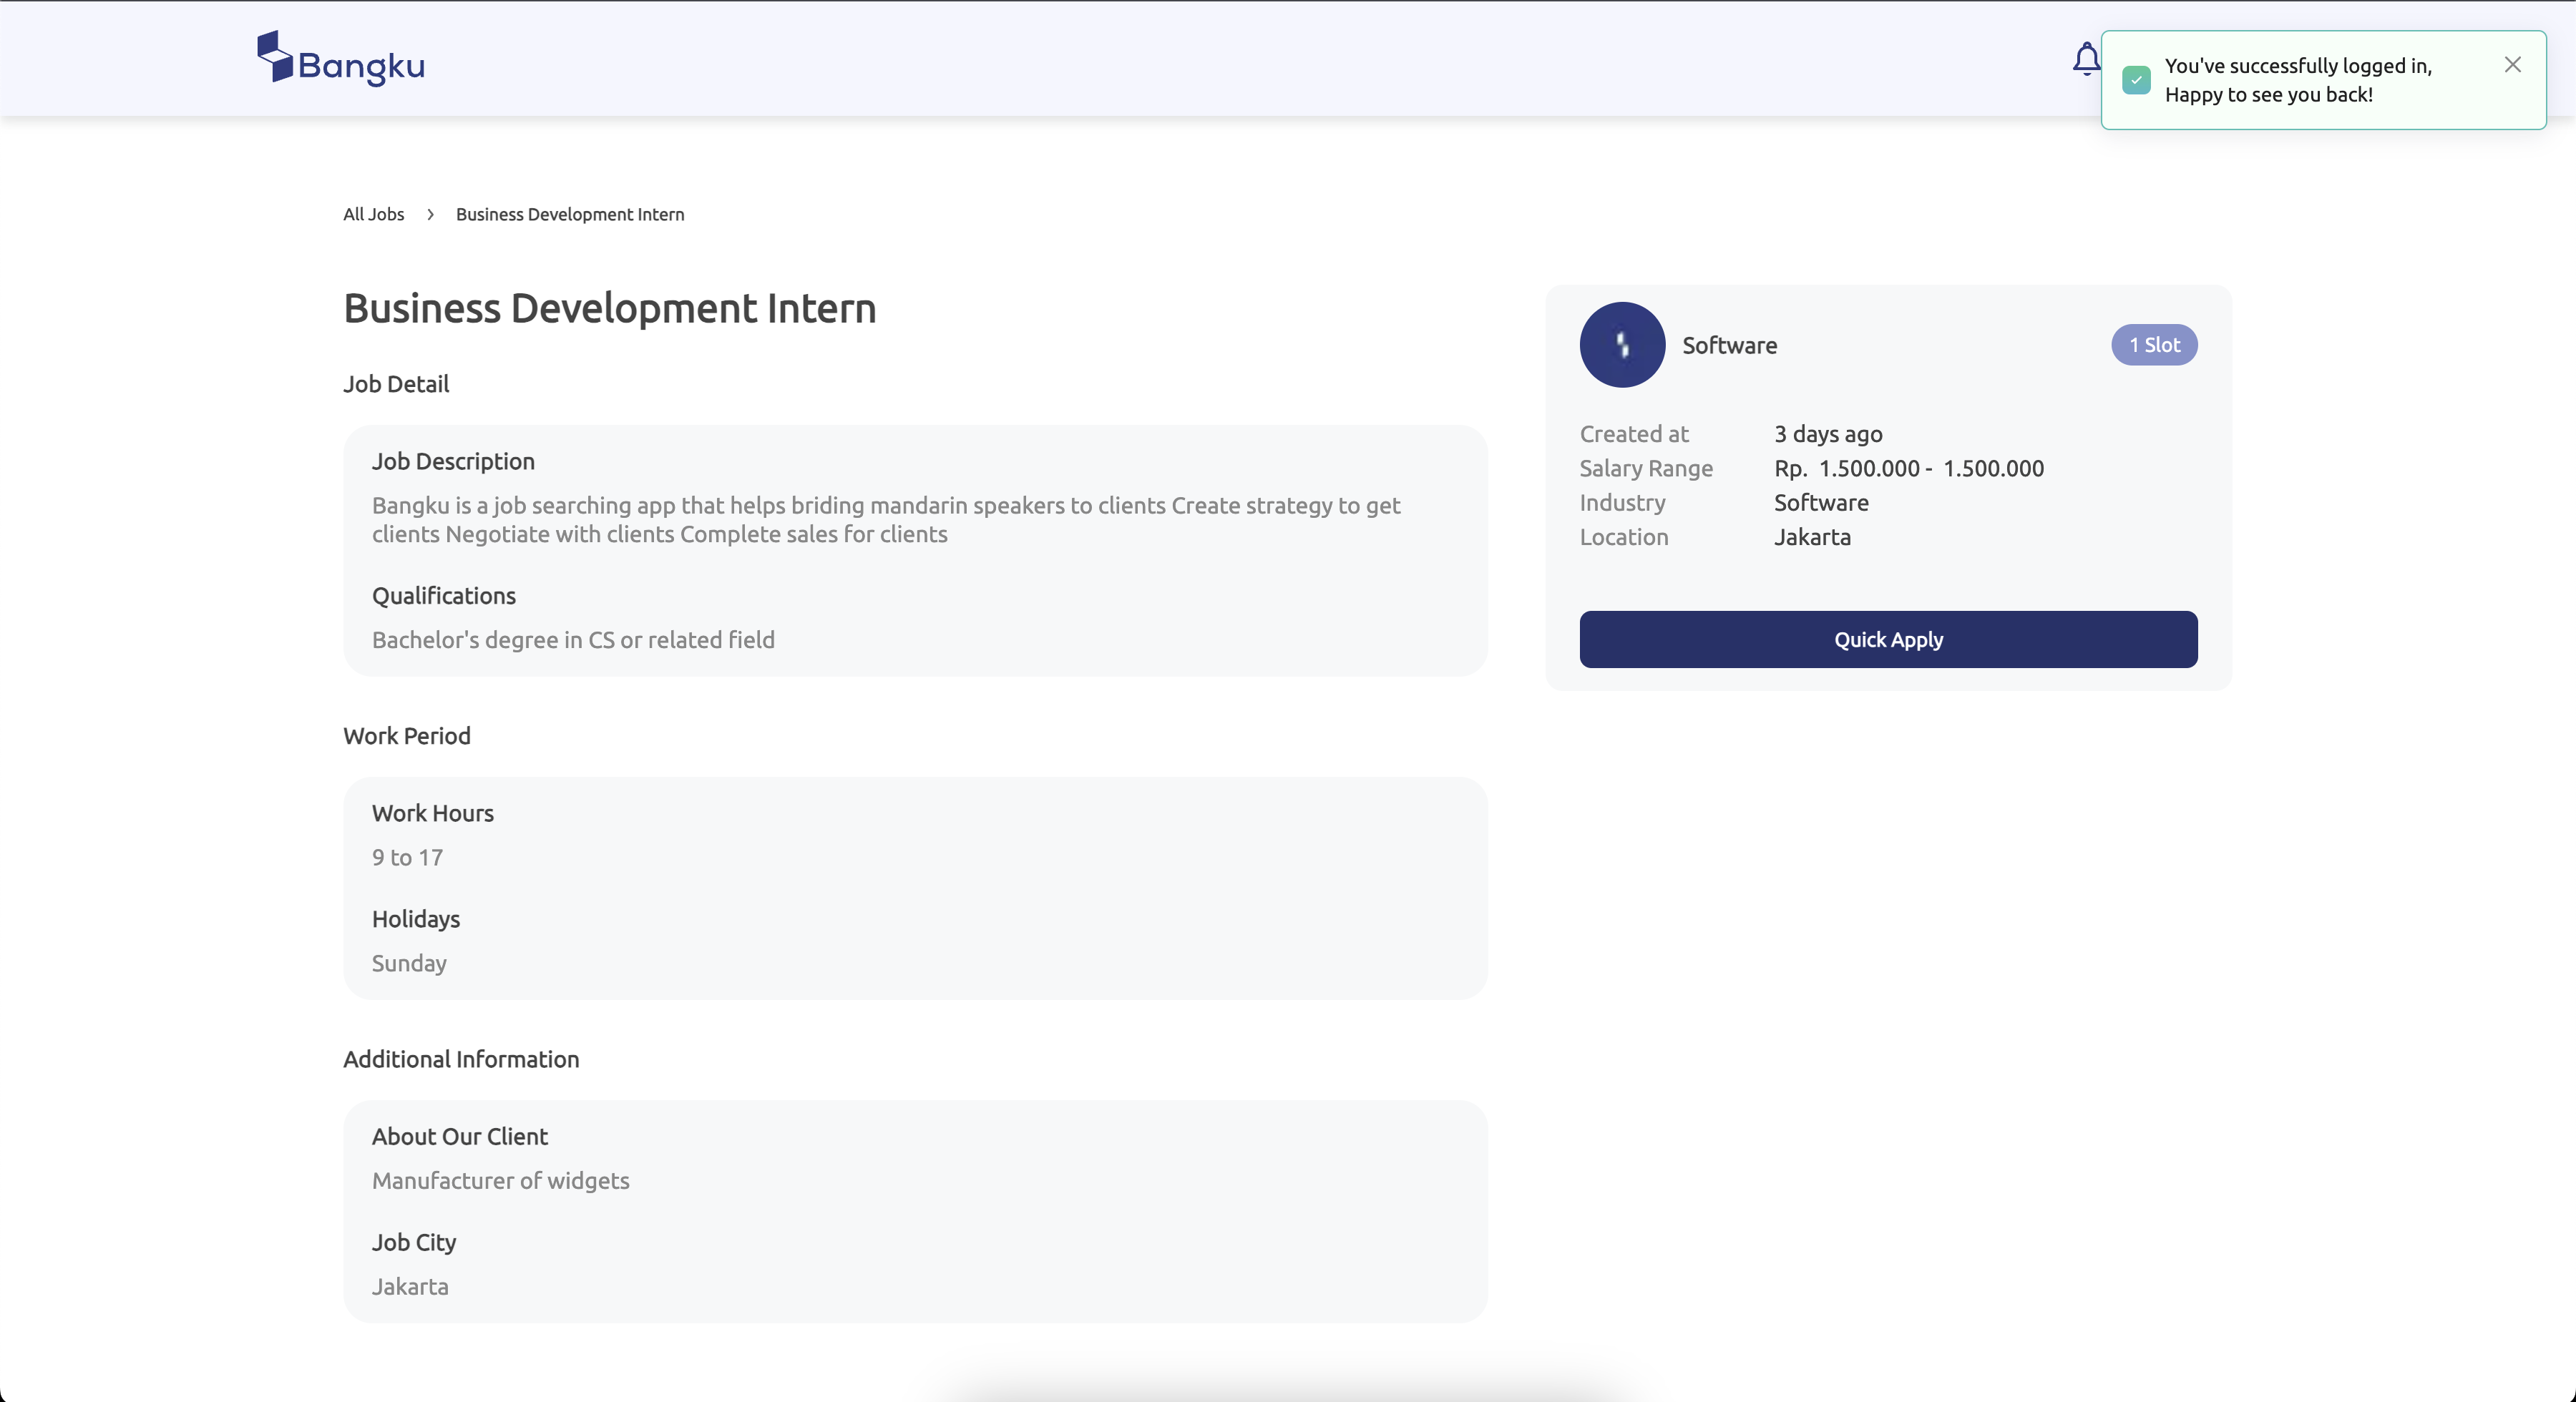 Bangku
You've successfully logged in,
Happy to see you back!
All Jobs > Business Development Intern
Business Development Intern
Job Detail
Job Description
Bangku is a job searching app that helps briding mandarin speakers to clients Create strategy to get
clients Negotiate with clients Complete sales for clients
Qualifications
Bachelor's degree in CS or related field
Work Period
Work Hours
9 to 17
Holidays
Sunday
Additional Information
About Our Client
Manufacturer of widgets
Job City
Jakarta
Software
1 Slot
Created at 3 days ago
Salary Range Rp. 1.500.000 - 1.500.000
Industry Software
Location Jakarta
Quick Apply